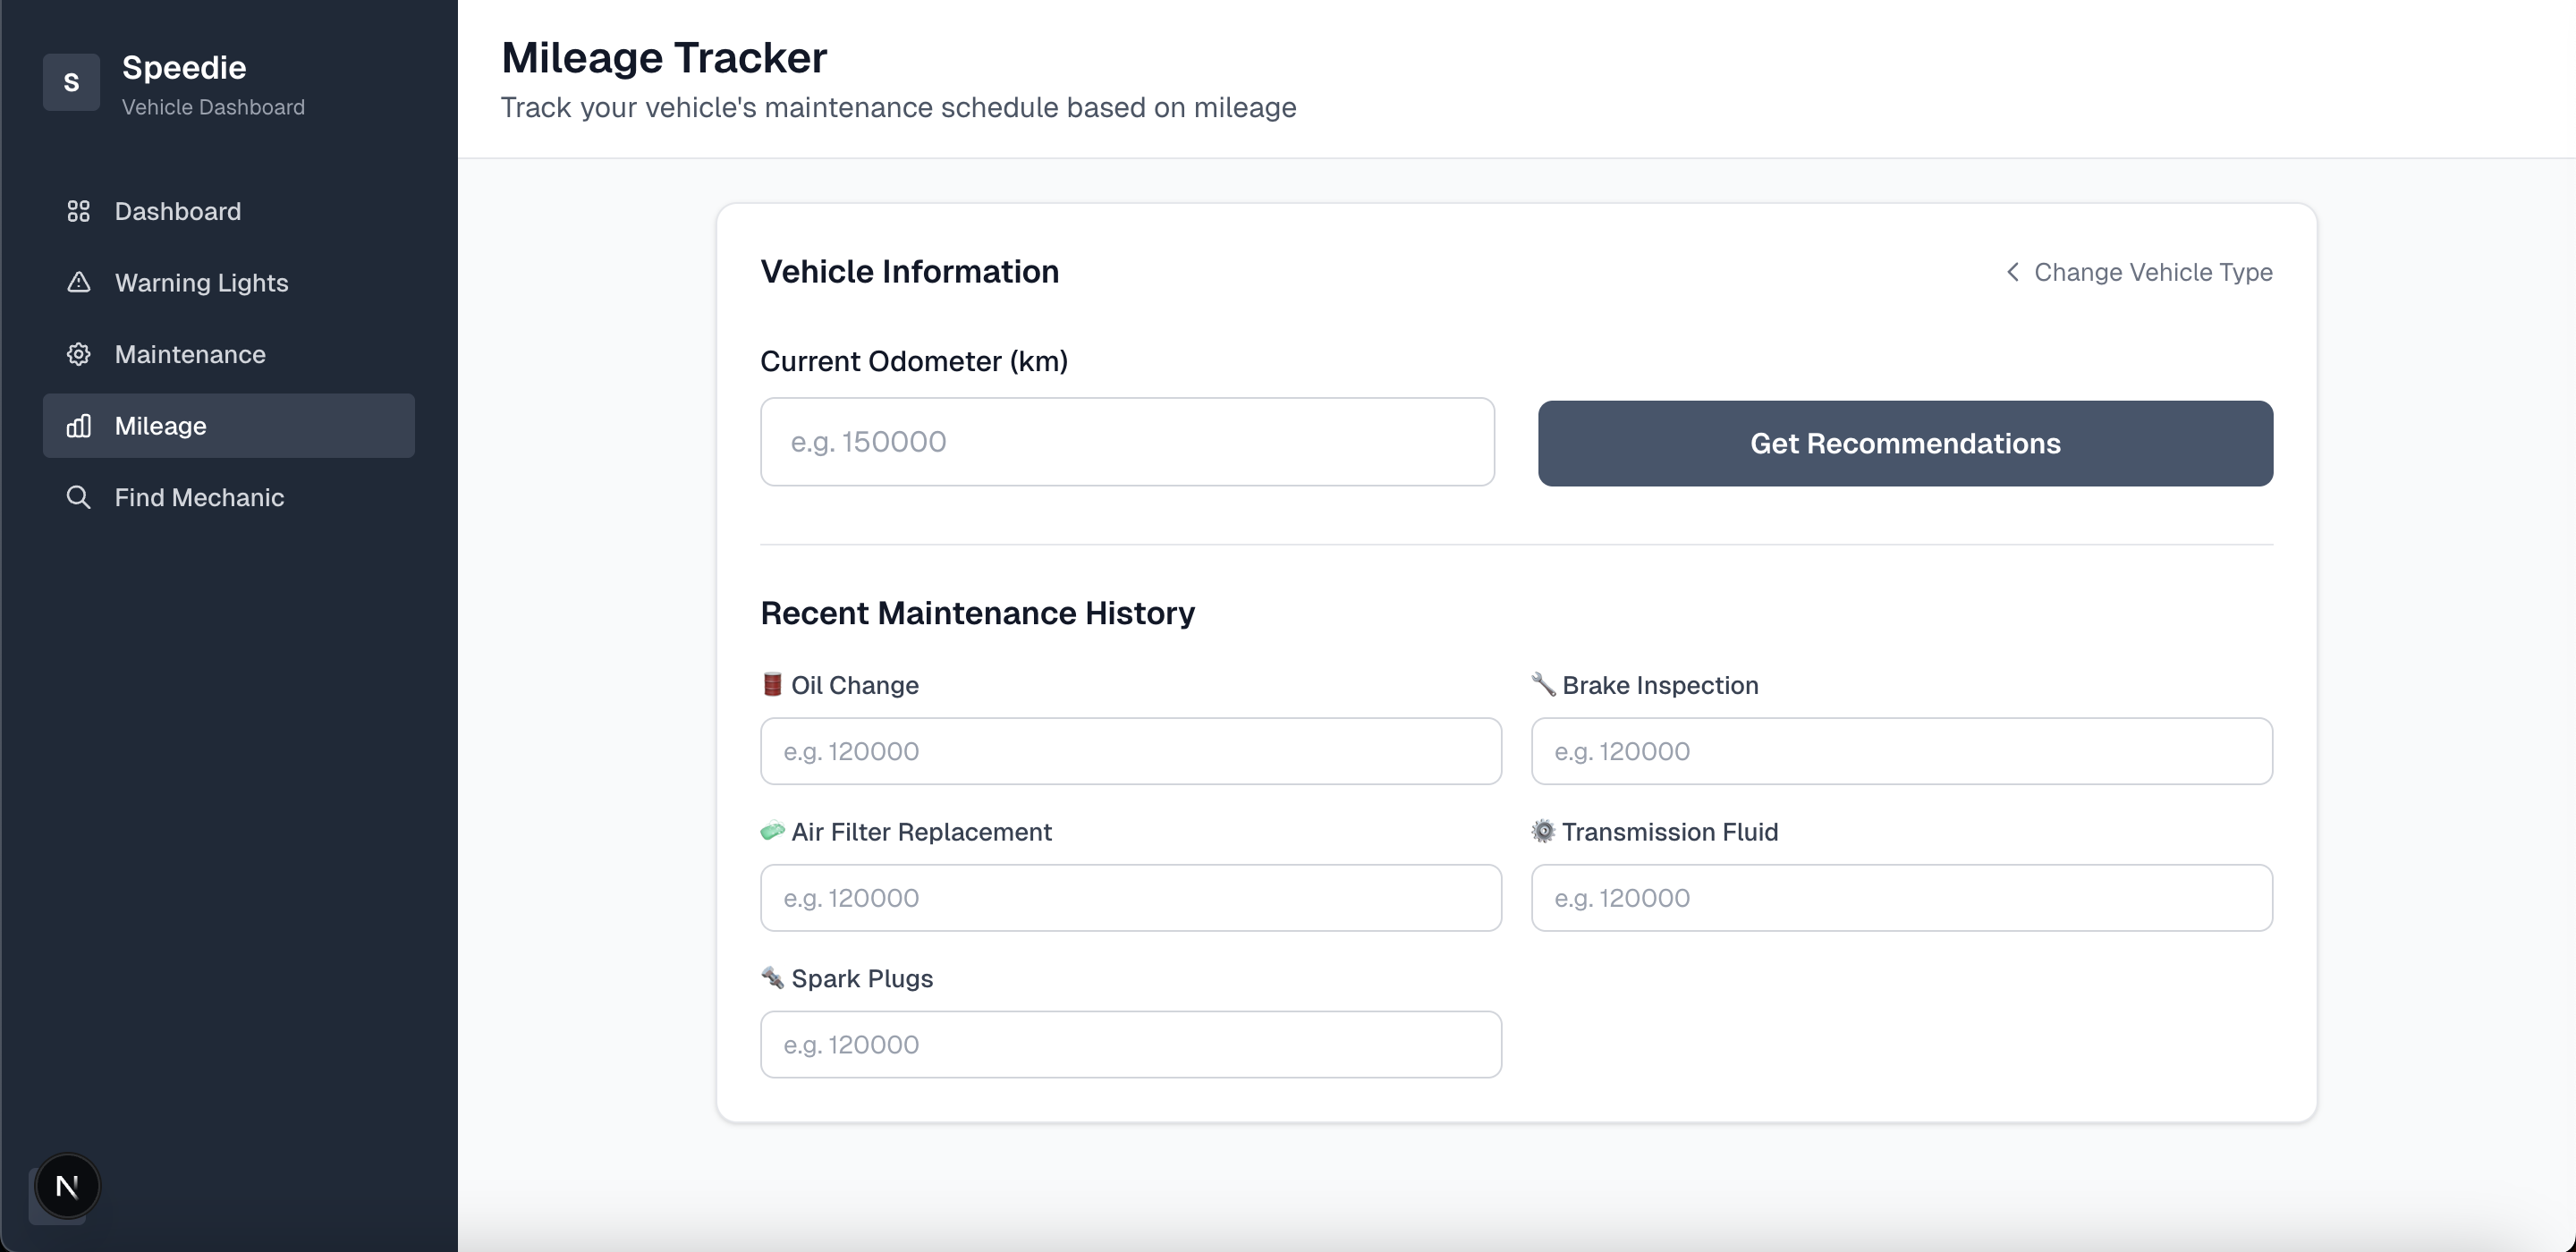 S
Speedie
Vehicle Dashboard
Dashboard
Warning Lights
Maintenance
Mileage
Find Mechanic
N
Mileage Tracker
Track your vehicle's maintenance schedule based on mileage
Vehicle Information
Change Vehicle Type
Current Odometer (km)
e.g. 150000
Get Recommendations
Recent Maintenance History
Oil Change
e.g. 120000
Brake Inspection
e.g. 120000
Air Filter Replacement
e.g. 120000
Transmission Fluid
e.g. 120000
Spark Plugs
e.g. 120000